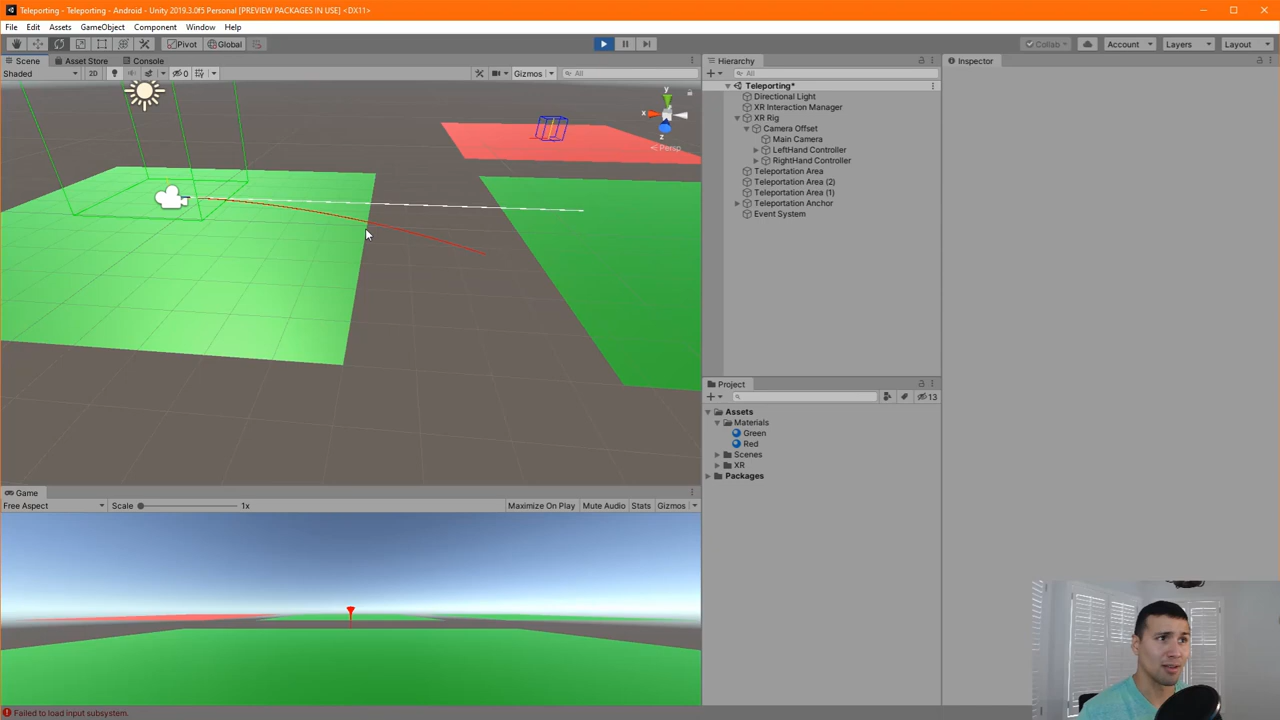 Teleporting - Teleporting - Android - Unity 2019.3.0f5 Personal [PREVIEW PACKAGES IN USE] <DX11>
File Edit Assets GameObject Component Window Help
Pivot Global Collab Account Layers Layout
Scene Asset Store Console
Shaded 2D 0 Gizmos All
y
x
z
Persp
Hierarchy
All
Teleporting*
Directional Light
XR Interaction Manager
XR Rig
Camera Offset
Main Camera
LeftHand Controller
RightHand Controller
Teleportation Area
Teleportation Area (2)
Teleportation Area (1)
Teleportation Anchor
Event System
Inspector
Project
13
Assets
Materials
Green
Red
Scenes
XR
Packages
Game
Free Aspect Scale 1x Maximize On Play Mute Audio Stats Gizmos
Failed to load input subsystem.